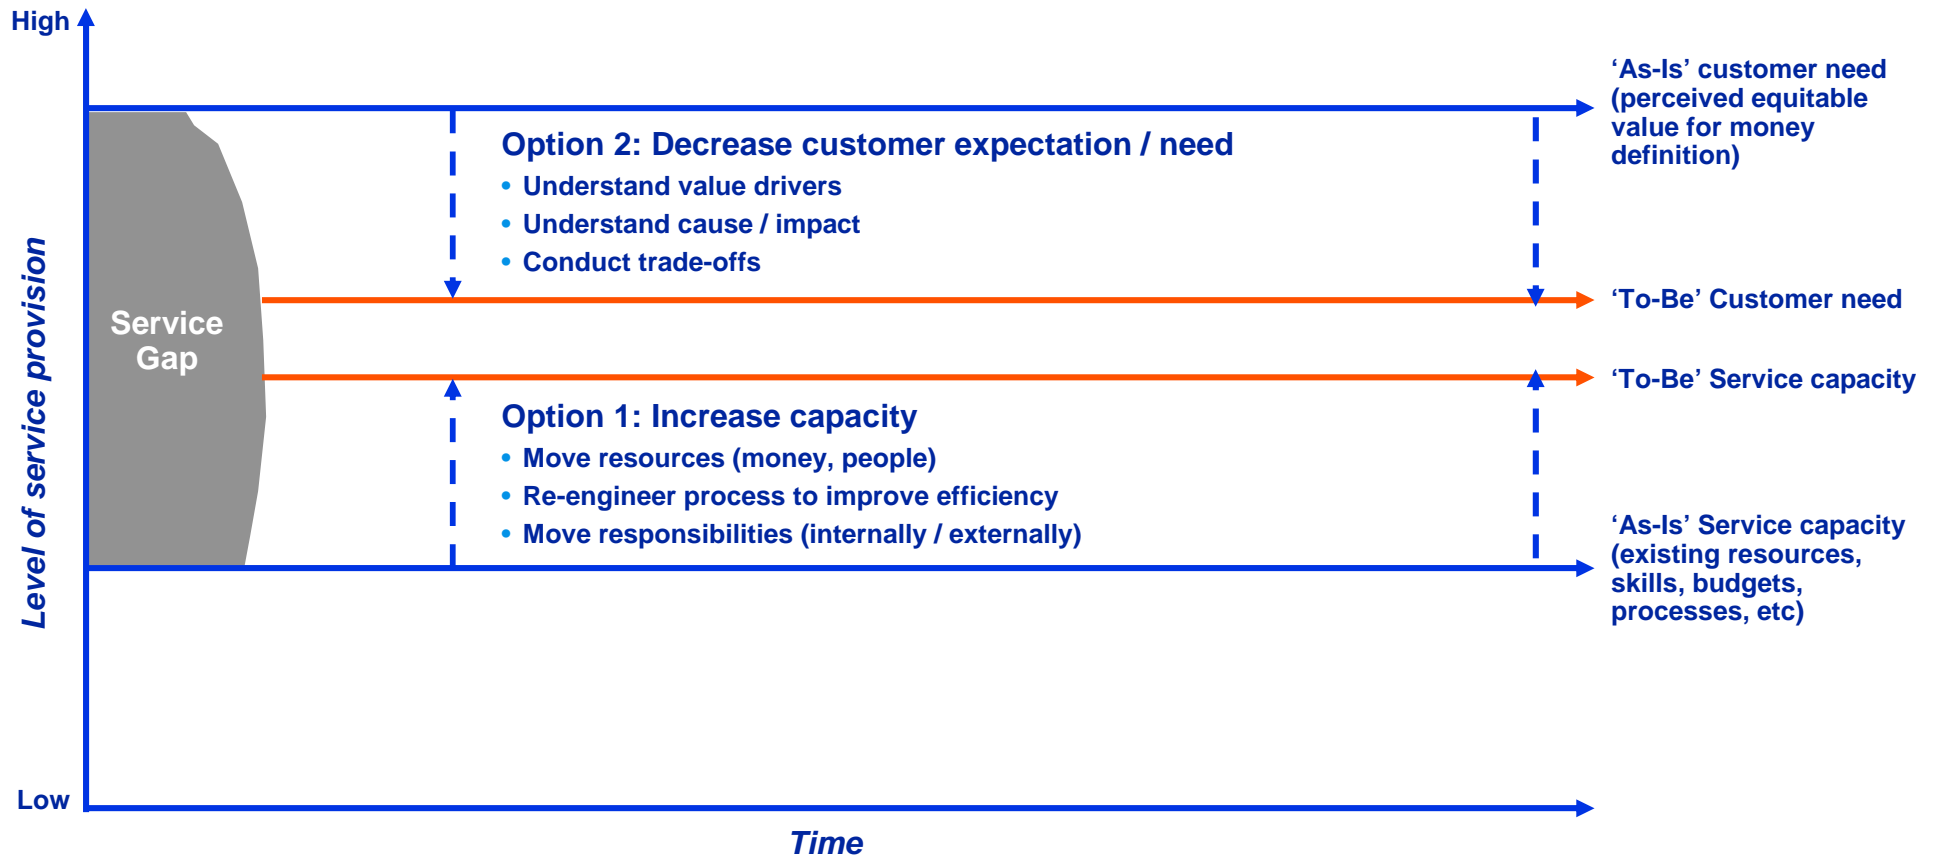 High
‘As-Is’ customer need
(perceived equitable
value for money
definition)
Option 2: Decrease customer expectation / need
• Understand value drivers
• Understand cause / impact
• Conduct trade-offs
Level of service provision
Service
Gap
‘To-Be’ Customer need
‘To-Be’ Service capacity
Option 1: Increase capacity
• Move resources (money, people)
• Re-engineer process to improve efficiency
• Move responsibilities (internally / externally)
‘As-Is’ Service capacity
(existing resources,
skills, budgets,
processes, etc)
Low
Time